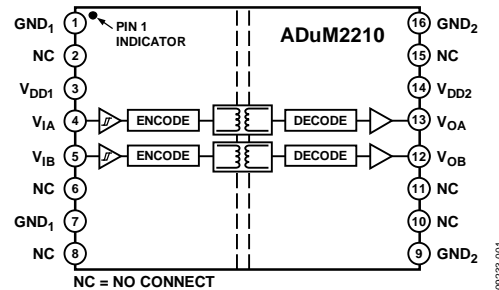 GND1 1 PIN 1 INDICATOR ADuM2210 16 GND2
NC 2 15 NC
VDD1 3 14 VDD2
VIA 4 ENCODE DECODE 13 VOA
VIB 5 ENCODE DECODE 12 VOB
NC 6 11 NC
GND1 7 10 NC
NC 8 9 GND2
NC = NO CONNECT